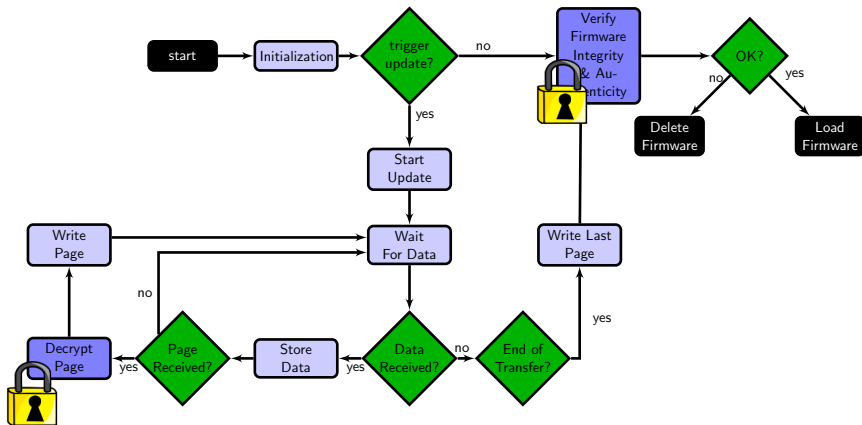 start
Initialization
trigger
update?
no
Verify
Firmware
Integrity
& Au-
enticity
OK?
no
yes
Delete
Firmware
Load
Firmware
yes
Start
Update
Write
Page
Wait
For Data
Write Last
Page
no
yes
Decrypt
Page
yes
Page
Received?
Store
Data
yes
Data
Received?
no
End of
Transfer?